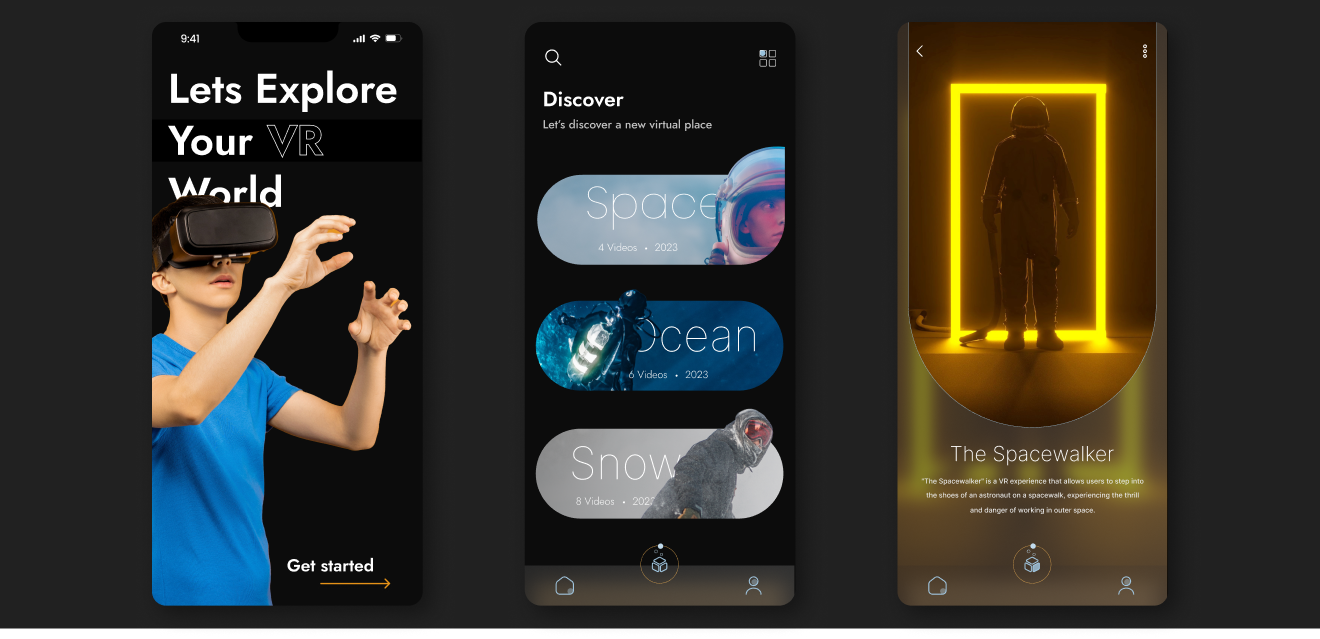 9:41
Lets Explore
Your VR
World
Get started
Discover
Let's discover a new virtual place
Space
4 Videos • 2023
Ocean
6 Videos • 2023
Snow
8 Videos • 2023
The Spacewalker
"The Spacewalker" is a VR experience that allows users to step into
the shoes of an astronaut on a spacewalk, experiencing the thrill
and danger of working in outer space.